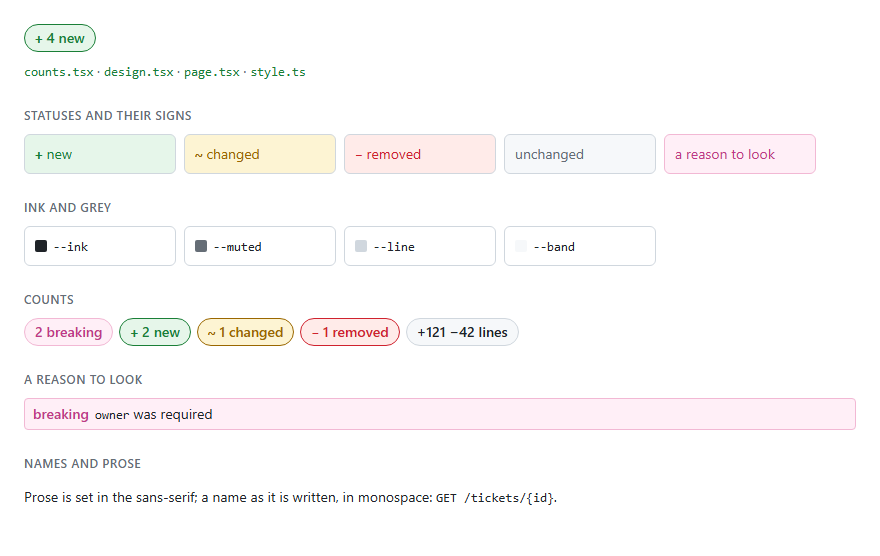 + 4 new
counts.tsx · design.tsx · page.tsx · style.ts
STATUSES AND THEIR SIGNS
+ new ~ changed − removed unchanged a reason to look
INK AND GREY
--ink --muted --line --band
COUNTS
2 breaking + 2 new ~ 1 changed − 1 removed +121 −42 lines
A REASON TO LOOK
breaking owner was required
NAMES AND PROSE
Prose is set in the sans-serif; a name as it is written, in monospace: GET /tickets/{id}.